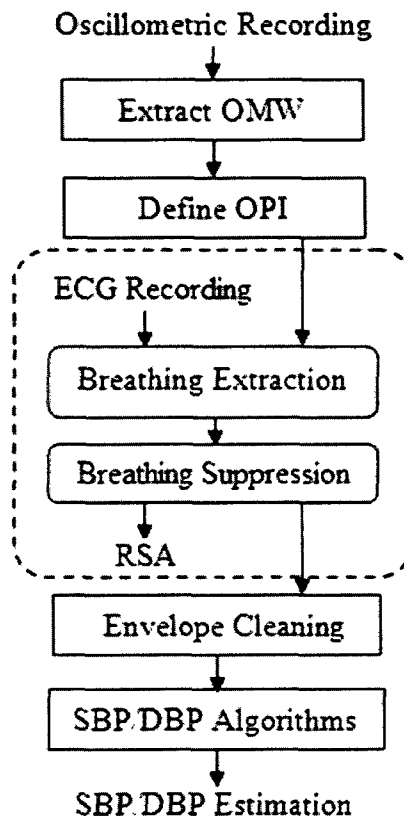 Oscillometric Recording
Extract OMW
Define OPI
ECG Recording
Breathing Extraction
Breathing Suppression
RSA
Envelope Cleaning
SBP/DBP Algorithms
SBP/DBP Estimation